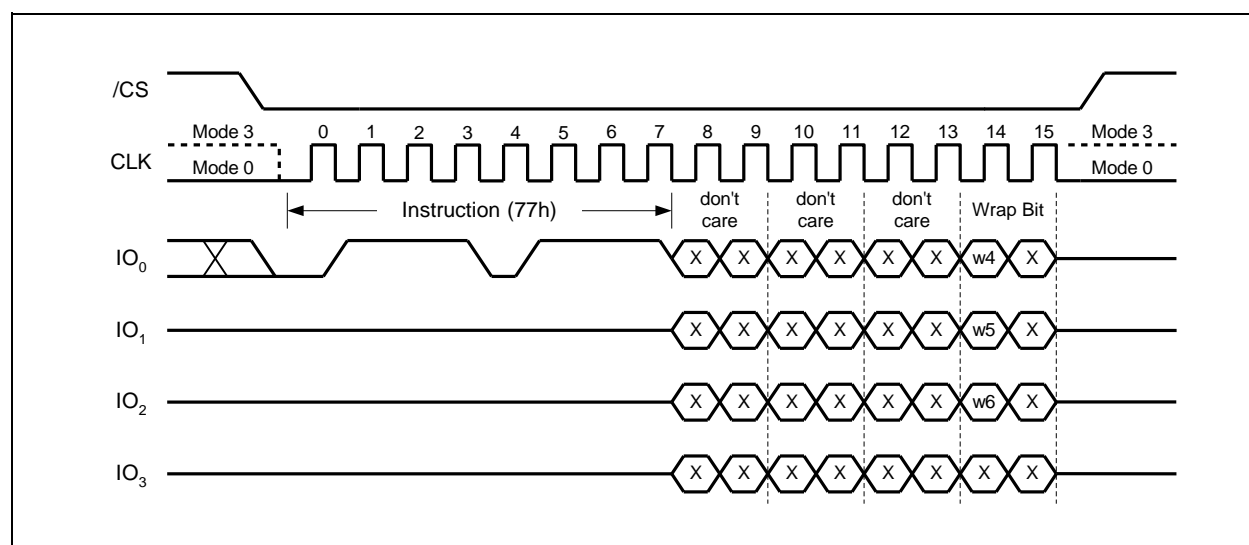 /CS
Mode 3 0 1 2 3 4 5 6 7 8 9 10 11 12 13 14 15 Mode 3
CLK Mode 0 Mode 0
Instruction (77h) don't care don't care don't care Wrap Bit
IO0 X X X X X X w4 X
IO1 X X X X X X w5 X
IO2 X X X X X X w6 X
IO3 X X X X X X X X